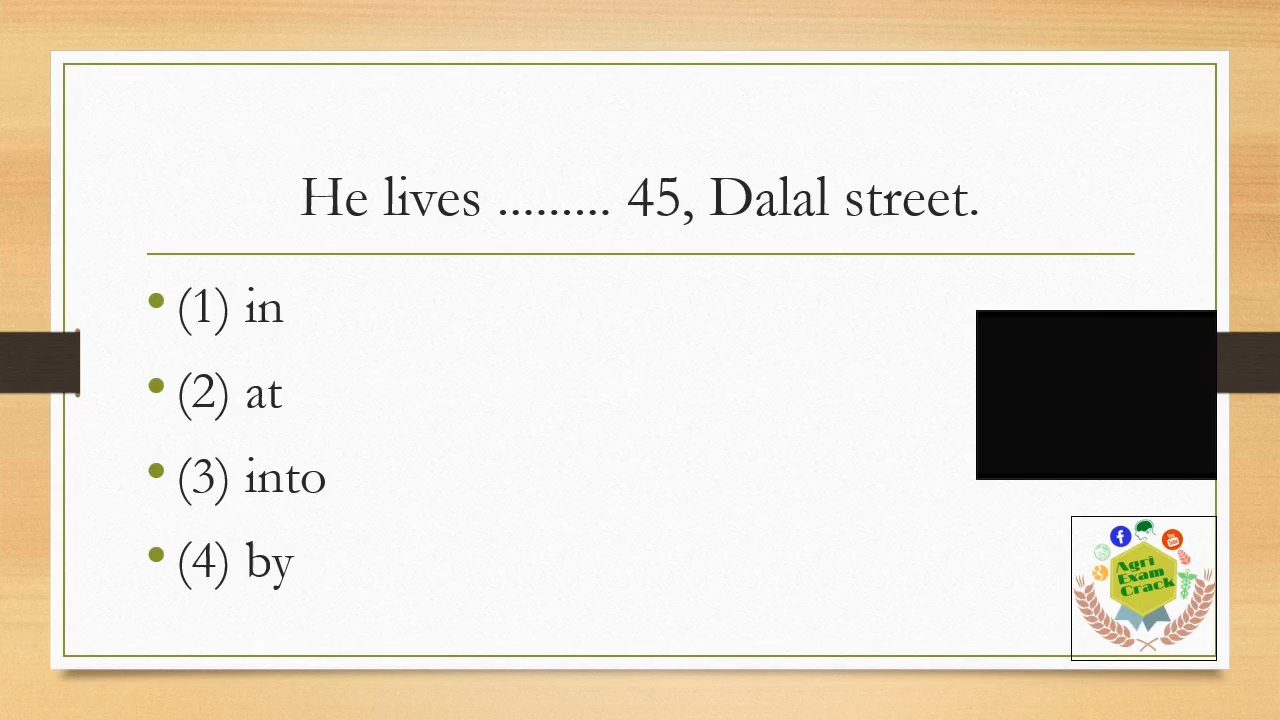 He lives ......... 45, Dalal street.
(1) in
(2) at
(3) into
(4) by
Agri
Exam
Crack